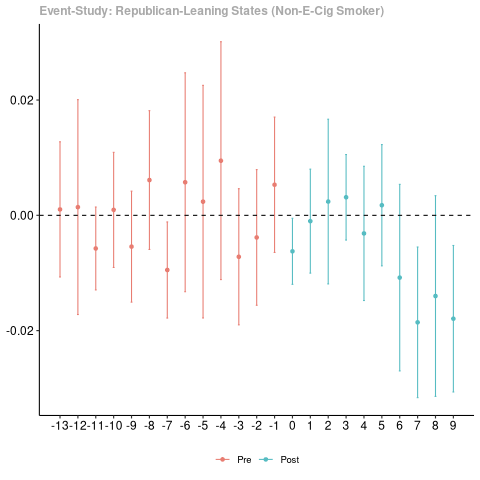 Event-Study: Republican-Leaning States (Non-E-Cig Smoker)
0.02
0.00
-0.02
-13 -12 -11 -10 -9 -8 -7 -6 -5 -4 -3 -2 -1 0 1 2 3 4 5 6 7 8 9
Pre Post